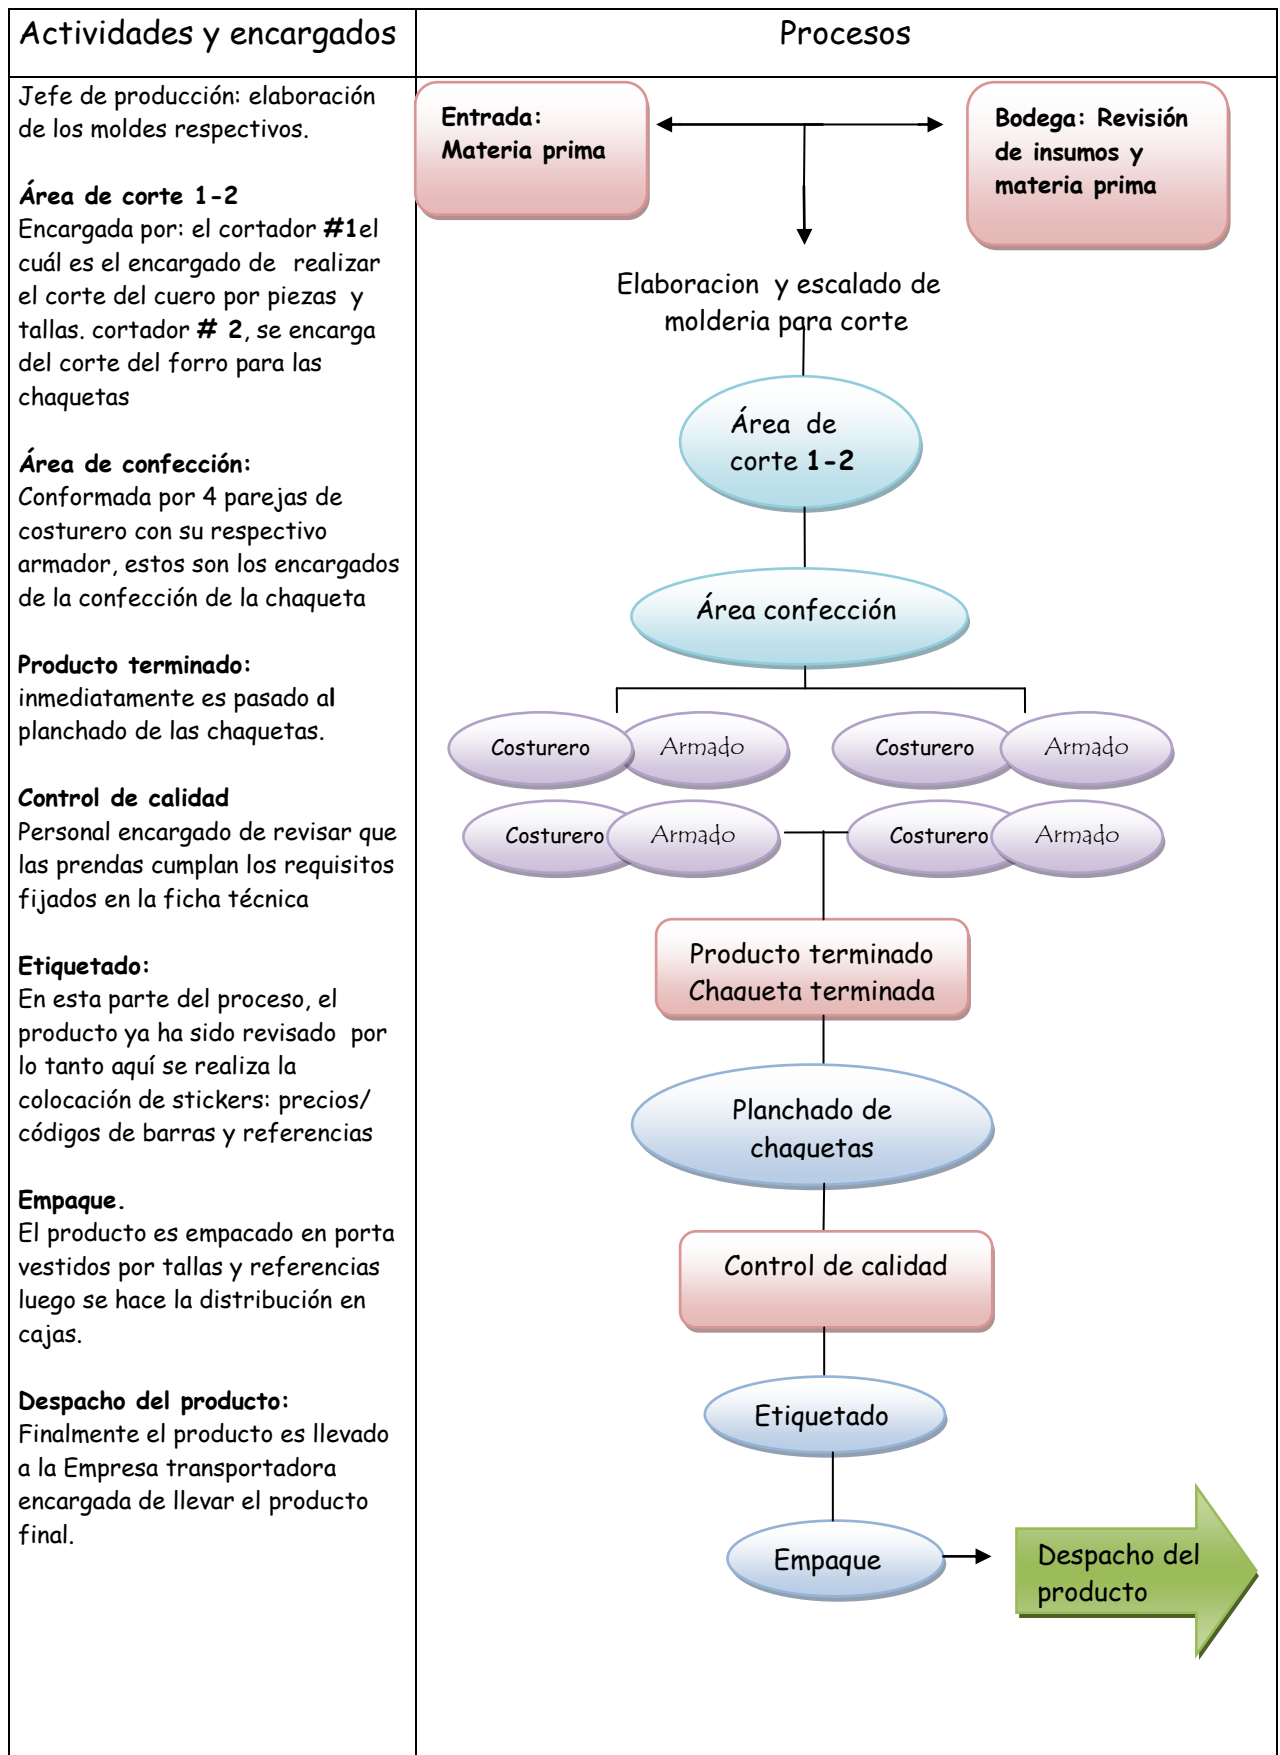 Actividades y encargados
Procesos
Jefe de producción: elaboración
de los moldes respectivos.
Área de corte 1-2
Encargada por: el cortador #1el
cuál es el encargado de realizar
el corte del cuero por piezas y
tallas. cortador # 2, se encarga
del corte del forro para las
chaquetas
Área de confección:
Conformada por 4 parejas de
costurero con su respectivo
armador, estos son los encargados
de la confección de la chaqueta
Producto terminado:
inmediatamente es pasado al
planchado de las chaquetas.
Control de calidad
Personal encargado de revisar que
las prendas cumplan los requisitos
fijados en la ficha técnica
Etiquetado:
En esta parte del proceso, el
producto ya ha sido revisado por
lo tanto aquí se realiza la
colocación de stickers: precios/
códigos de barras y referencias
Empaque.
El producto es empacado en porta
vestidos por tallas y referencias
luego se hace la distribución en
cajas.
Despacho del producto:
Finalmente el producto es llevado
a la Empresa transportadora
encargada de llevar el producto
final.
Entrada:
Materia prima
Bodega: Revisión
de insumos y
materia prima
Elaboracion y escalado de
molderia para corte
Área de
corte 1-2
Área confección
Costurero
Armado
Costurero
Armado
Costurero
Armado
Costurero
Armado
Producto terminado
Chaqueta terminada
Planchado de
chaquetas
Control de calidad
Etiquetado
Empaque
Despacho del
producto